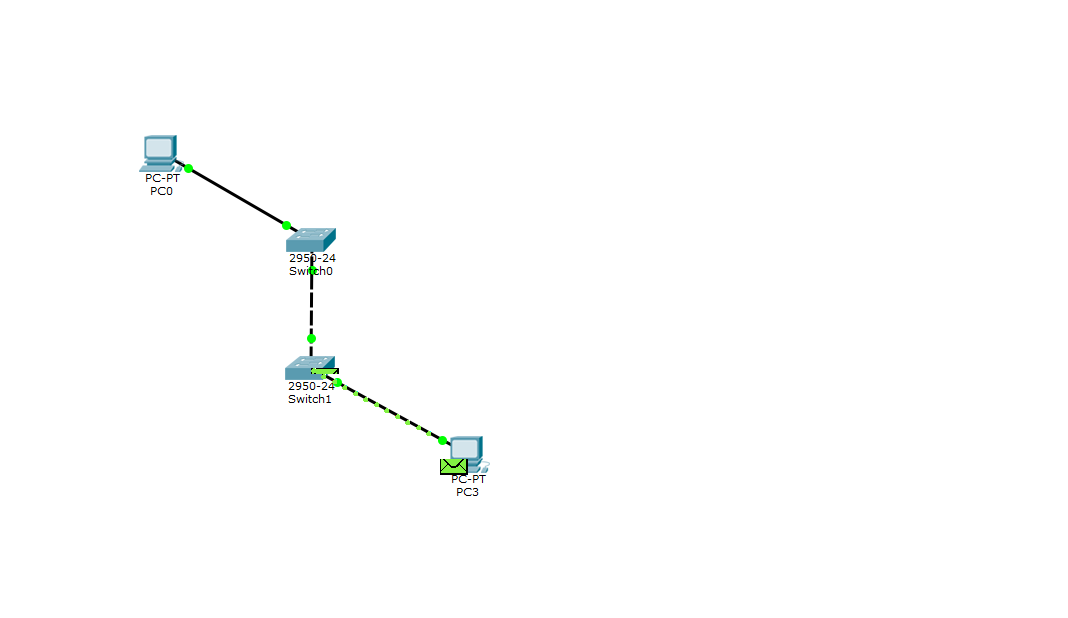 PC-PT
PC0
2950-24
Switch0
2950-24
Switch1
PC-PT
PC3